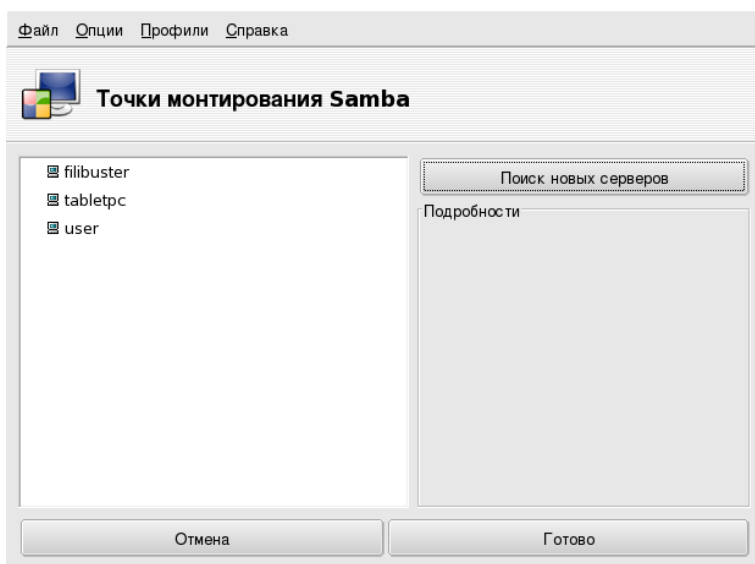 Файл Опции Профили Справка
Точки монтирования Samba
filibuster
tabletpc
user
Поиск новых серверов
Подробности
Отмена
Готово